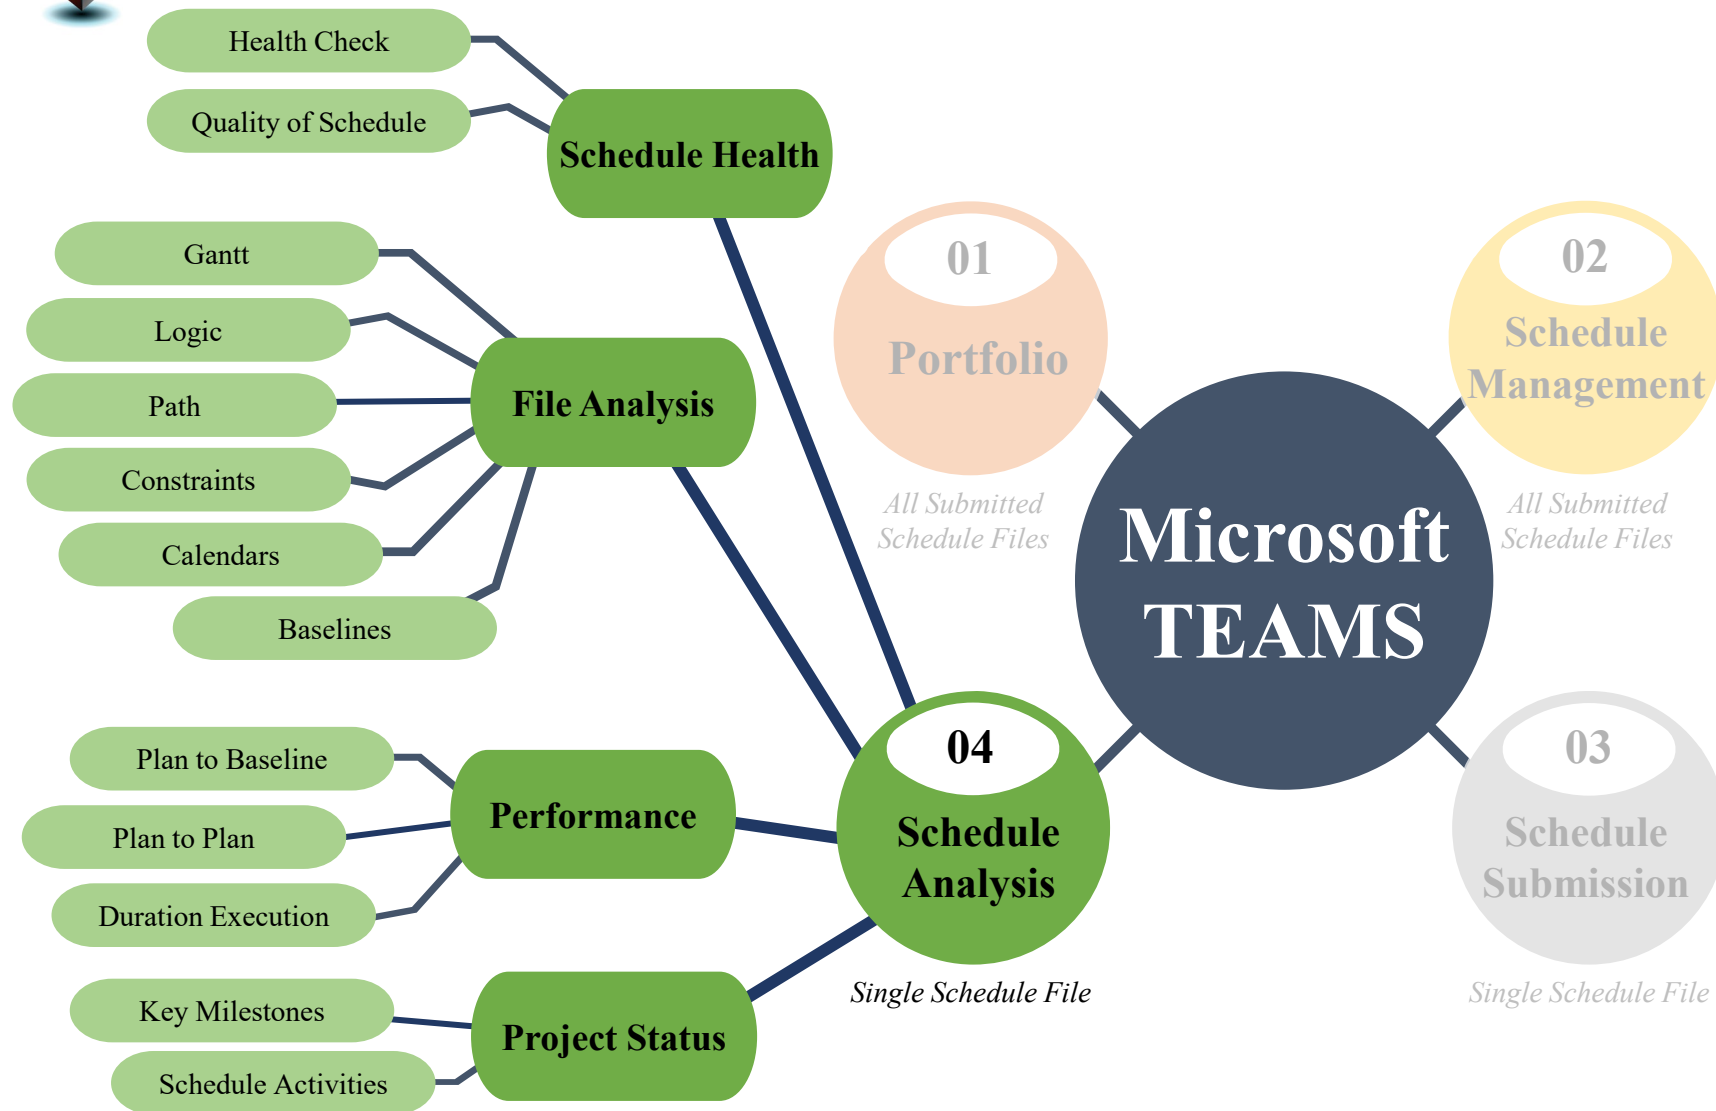 Health Check
Quality of Schedule
Schedule Health
Gantt
Logic
Path
Constraints
Calendars
Baselines
File Analysis
Plan to Baseline
Plan to Plan
Duration Execution
Performance
Key Milestones
Schedule Activities
Project Status
01
Portfolio
All Submitted
Schedule Files
02
Schedule
Management
All Submitted
Schedule Files
Microsoft
TEAMS
04
Schedule
Analysis
Single Schedule File
03
Schedule
Submission
Single Schedule File